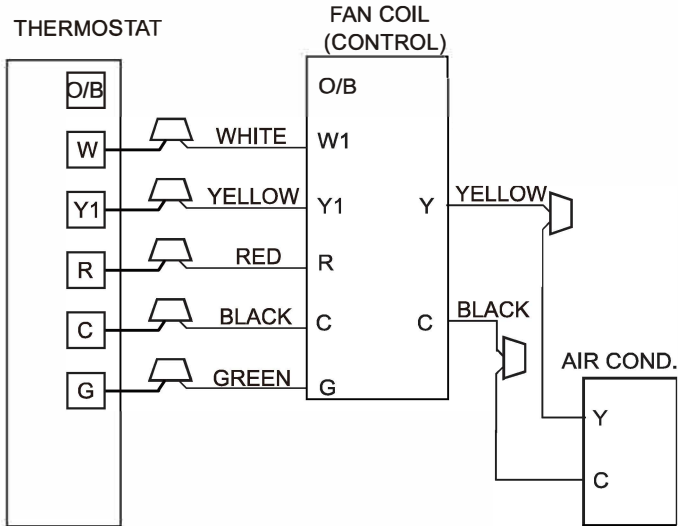 THERMOSTAT
FAN COIL
(CONTROL)
O/B
W
Y1
R
C
G
WHITE
YELLOW
RED
BLACK
GREEN
O/B
W1
Y1
R
C
G
Y
C
YELLOW
BLACK
AIR COND.
Y
C